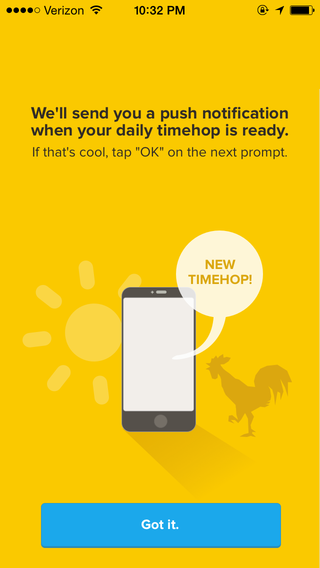 Verizon 10:32 PM
We'll send you a push notification
when your daily timehop is ready.
If that's cool, tap "OK" on the next prompt.
NEW
TIMEHOP!
Got it.